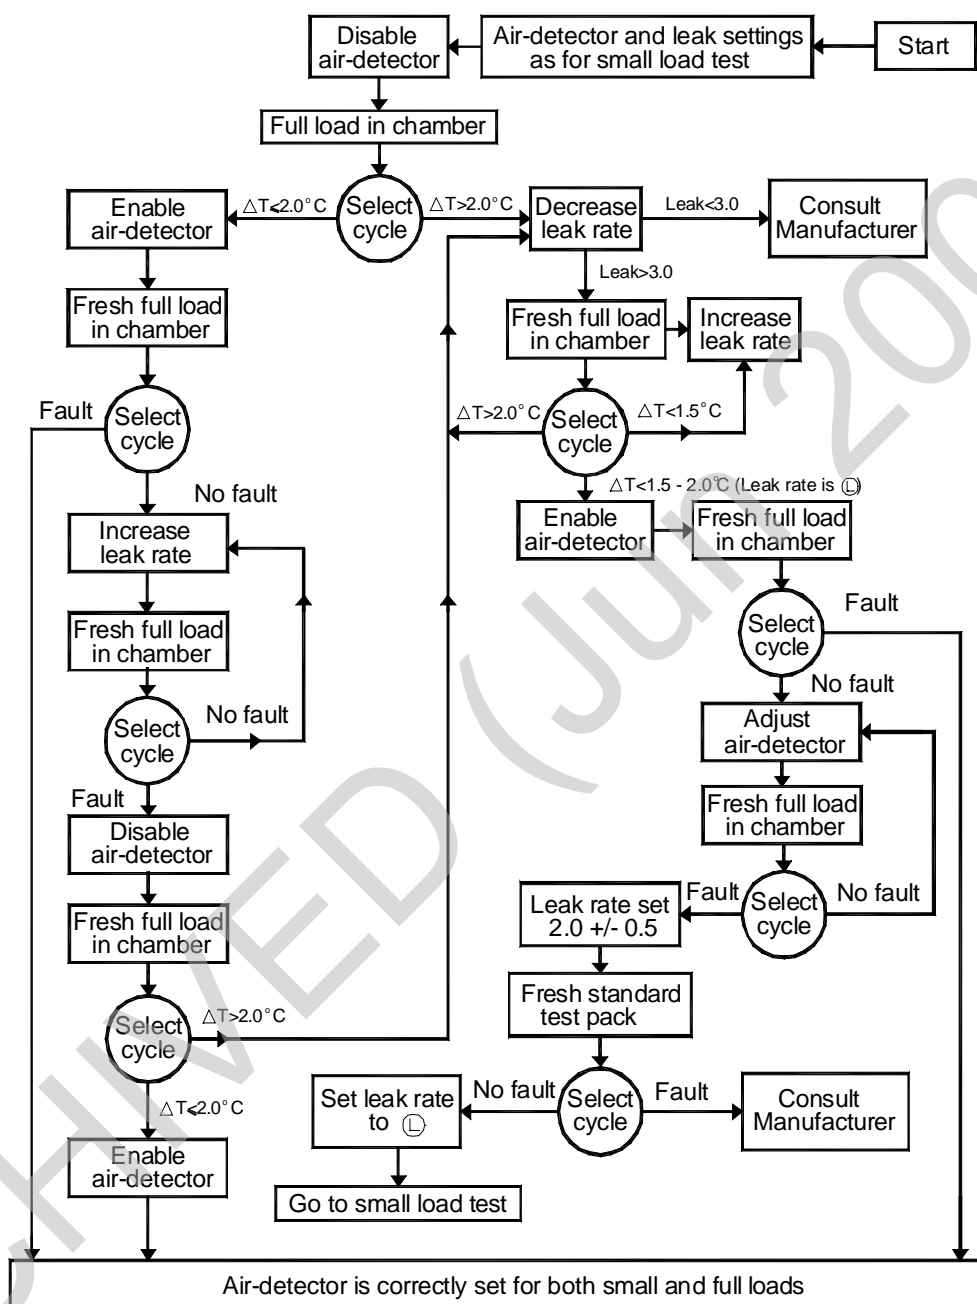 Disable
air-detector
Air-detector and leak settings
as for small load test
Start
Full load in chamber
Select
cycle
△T⩽2.0°C
△T>2.0°C
Enable
air-detector
Decrease
leak rate
Leak<3.0
Consult
Manufacturer
Leak>3.0
Fresh full load
in chamber
Fresh full load
in chamber
Increase
leak rate
Fault
Select
cycle
△T>2.0°C
Select
cycle
△T<1.5°C
No fault
△T<1.5 - 2.0°C (Leak rate is Ⓛ)
Increase
leak rate
Enable
air-detector
Fresh full load
in chamber
Fresh full load
in chamber
Select
cycle
Fault
No fault
Select
cycle
No fault
Adjust
air-detector
Fault
Disable
air-detector
Fresh full load
in chamber
Fresh full load
in chamber
Leak rate set
2.0 +/- 0.5
Fault
Select
cycle
No fault
Select
cycle
△T>2.0°C
Fresh standard
test pack
△T⩽2.0°C
Set leak rate
to Ⓛ
No fault
Select
cycle
Fault
Consult
Manufacturer
Enable
air-detector
Go to small load test
Air-detector is correctly set for both small and full loads